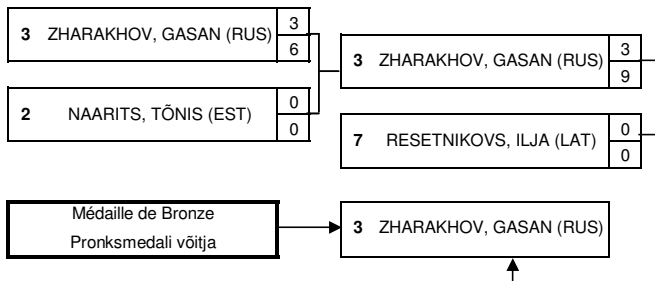 3 ZHARAKHOV, GASAN (RUS) 3
6
2 NAARITS, TÕNIS (EST) 0
0
3 ZHARAKHOV, GASAN (RUS) 3
9
7 RESETNIKOVS, ILJA (LAT) 0
0
Médaille de Bronze
Pronksmedali võitja
3 ZHARAKHOV, GASAN (RUS)